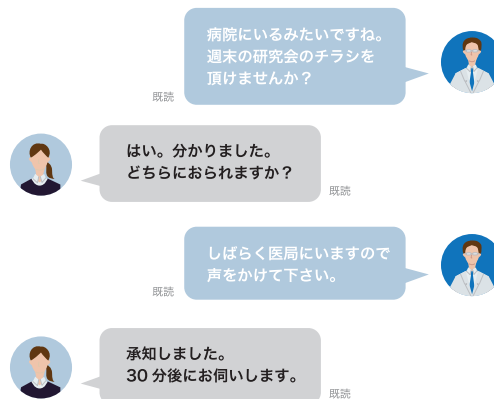 病院にいるみたいですね。
週末の研究会のチラシを
頂けませんか？
既読
はい。分かりました。
どちらにおられますか？
既読
しばらく医局にいますので
声をかけて下さい。
既読
承知しました。
30 分後にお伺いします。
既読